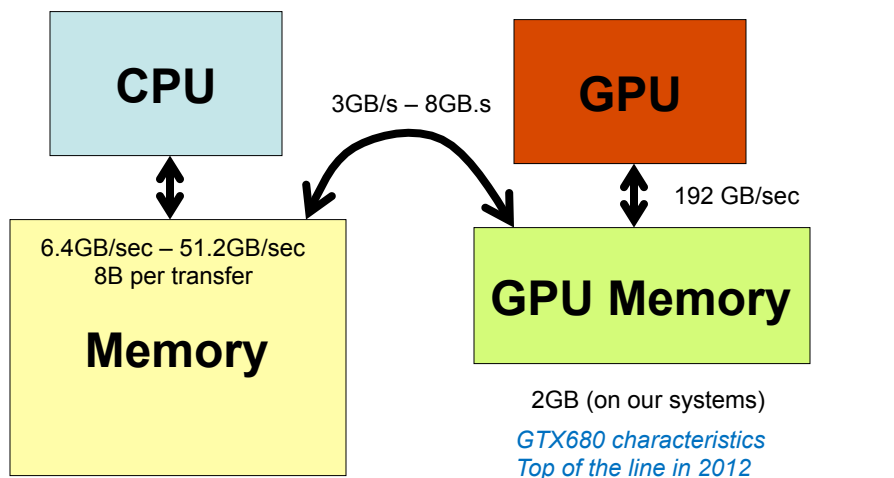 CPU
3GB/s – 8GB.s
GPU
192 GB/sec
6.4GB/sec – 51.2GB/sec
8B per transfer
Memory
GPU Memory
2GB (on our systems)
GTX680 characteristics
Top of the line in 2012